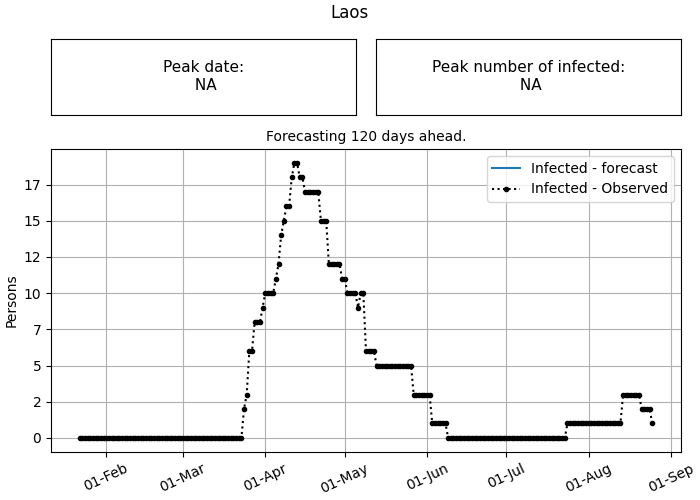 Laos
Peak date:
NA
Peak number of infected:
NA
Forecasting 120 days ahead.
Infected - forecast
Infected - Observed
Persons
17
15
12
10
7
5
2
0
01-Feb
01-Mar
01-Apr
01-May
01-Jun
01-Jul
01-Aug
01-Sep